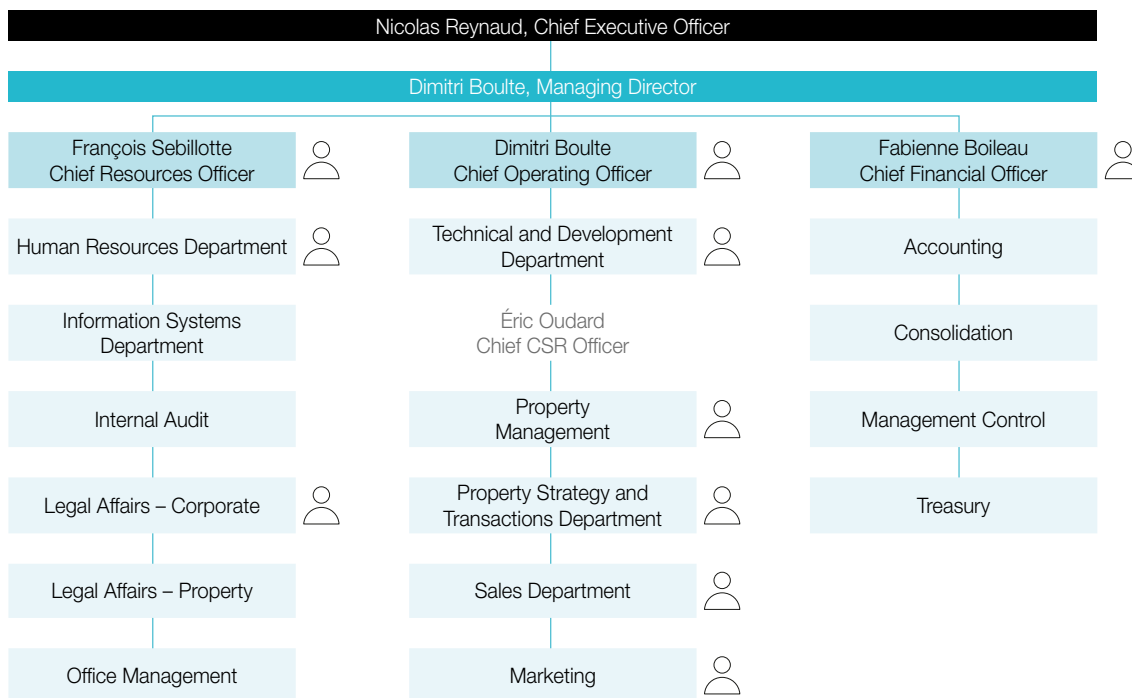 Nicolas Reynaud, Chief Executive Officer
Dimitri Boulte, Managing Director
François Sebillotte
Chief Resources Officer
Dimitri Boulte
Chief Operating Officer
Fabienne Boileau
Chief Financial Officer
Human Resources Department
Technical and Development
Department
Accounting
Information Systems
Department
Éric Oudard
Chief CSR Officer
Consolidation
Internal Audit
Property
Management
Management Control
Legal Affairs – Corporate
Property Strategy and
Transactions Department
Treasury
Legal Affairs – Property
Sales Department
Office Management
Marketing